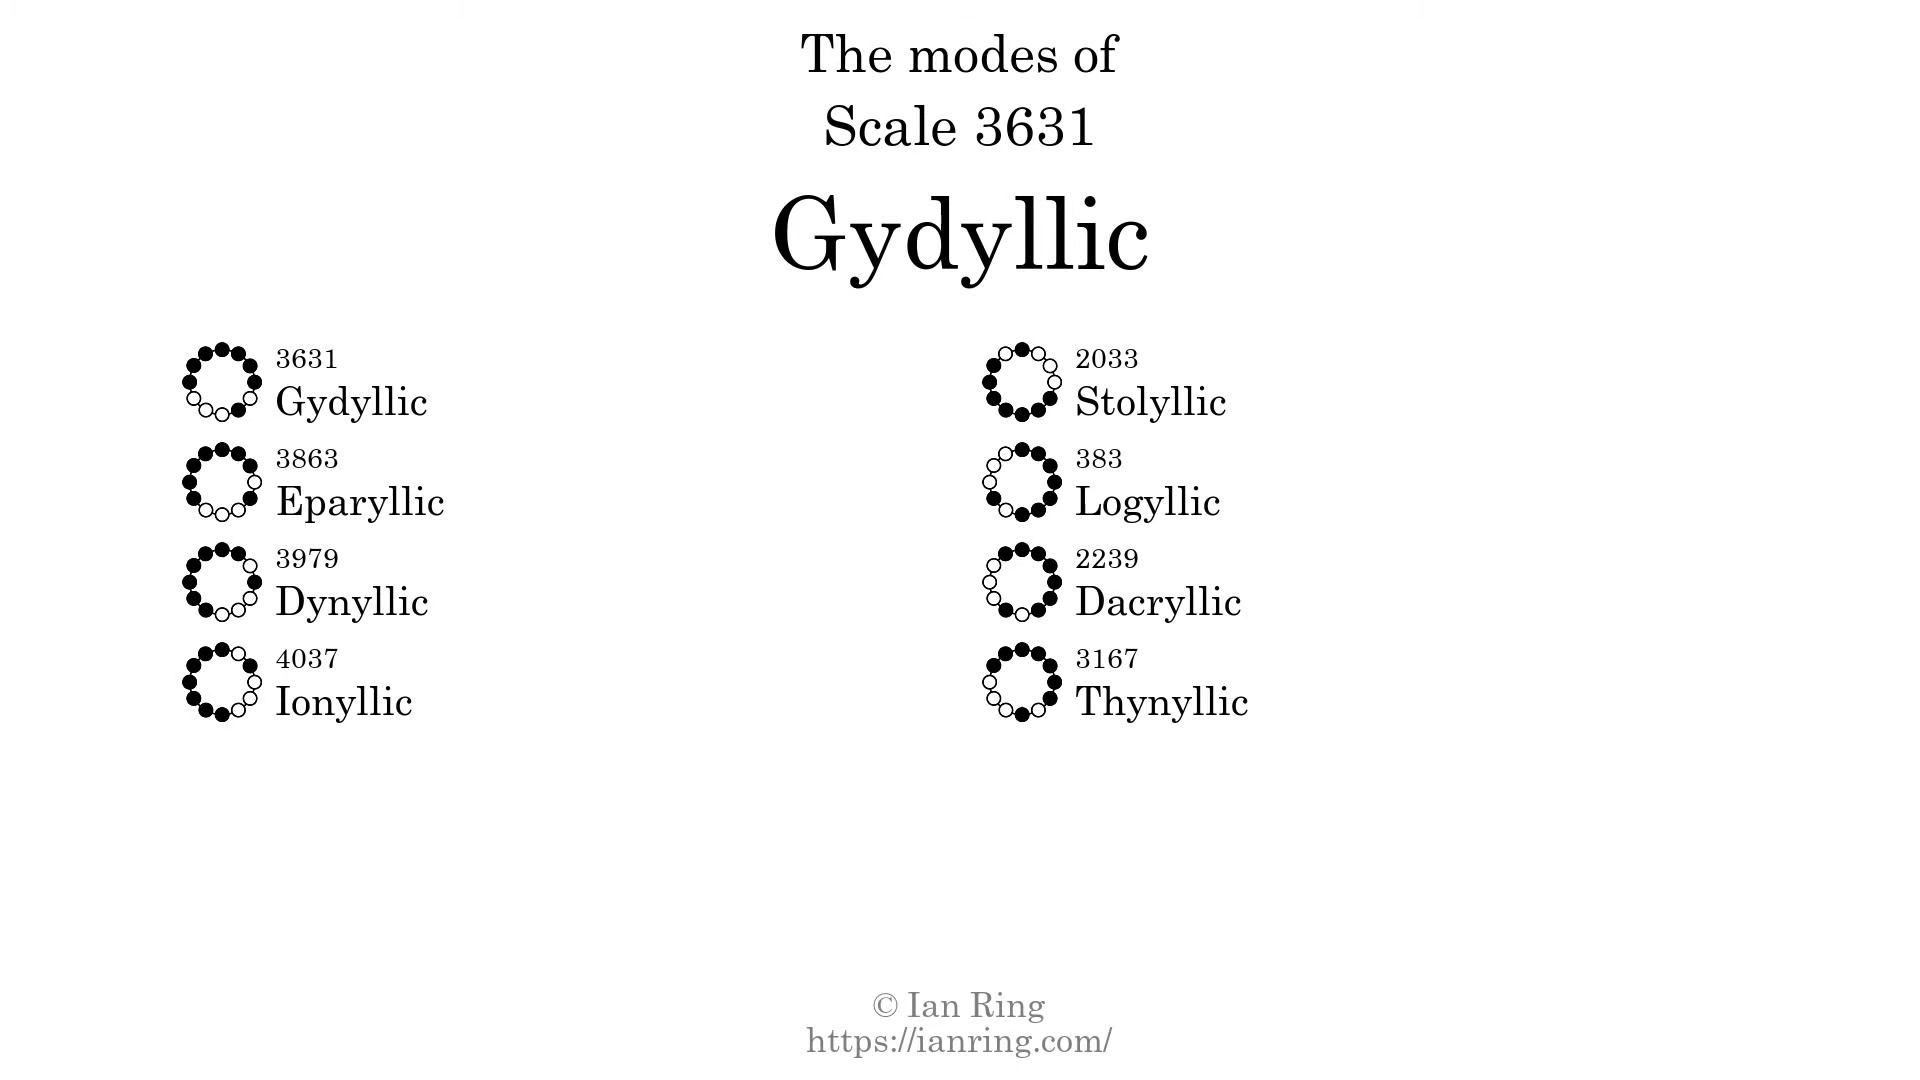 The modes of
Scale 3631
Gydyllic
3631
Gydyllic
3863
Eparyllic
3979
Dynyllic
4037
Ionyllic
2033
Stolyllic
383
Logyllic
2239
Dacryllic
3167
Thynyllic
© Ian Ring
https://ianring.com/